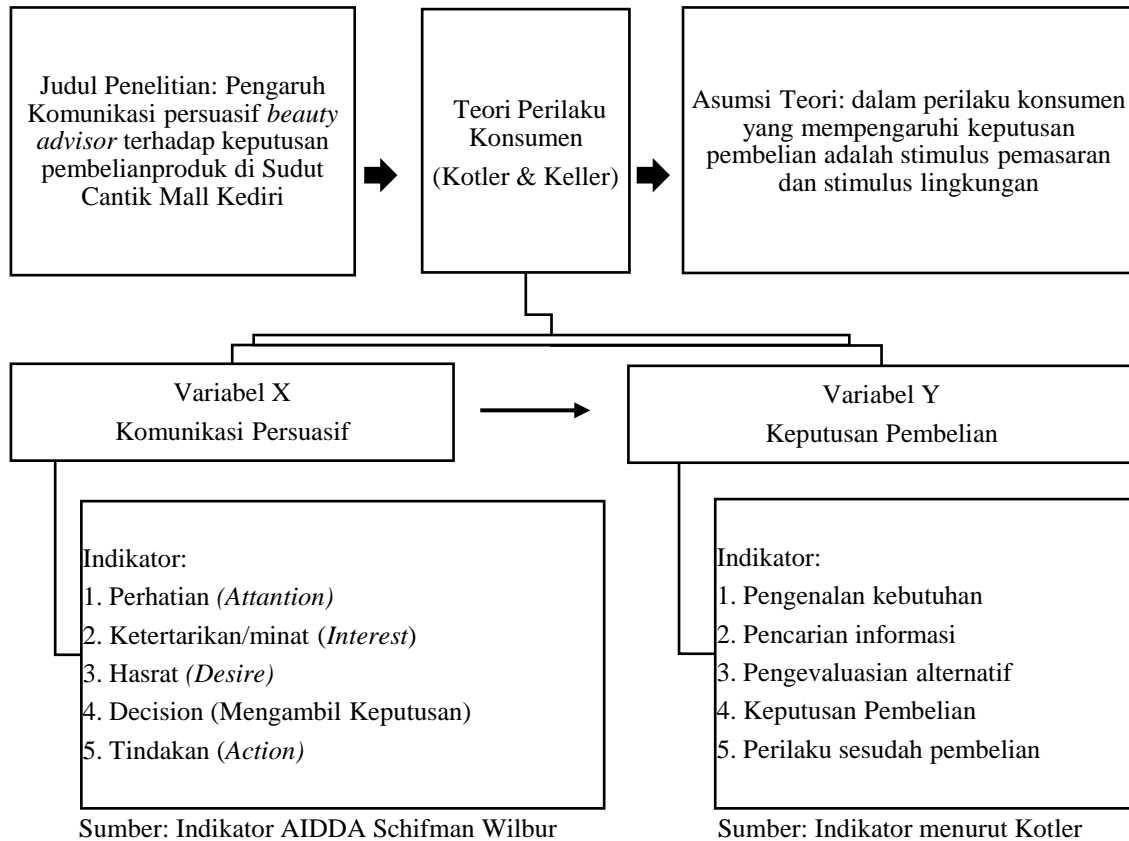 Judul Penelitian: Pengaruh
Komunikasi persuasif beauty
advisor terhadap keputusan
pembelianproduk di Sudut
Cantik Mall Kediri
Teori Perilaku
Konsumen
(Kotler & Keller)
Asumsi Teori: dalam perilaku konsumen
yang mempengaruhi keputusan
pembelian adalah stimulus pemasaran
dan stimulus lingkungan
Variabel X
Komunikasi Persuasif
Variabel Y
Keputusan Pembelian
Indikator:
1. Perhatian (Attantion)
2. Ketertarikan/minat (Interest)
3. Hasrat (Desire)
4. Decision (Mengambil Keputusan)
5. Tindakan (Action)
Sumber: Indikator AIDDA Schifman Wilbur
Indikator:
1. Pengenalan kebutuhan
2. Pencarian informasi
3. Pengevaluasian alternatif
4. Keputusan Pembelian
5. Perilaku sesudah pembelian
Sumber: Indikator menurut Kotler